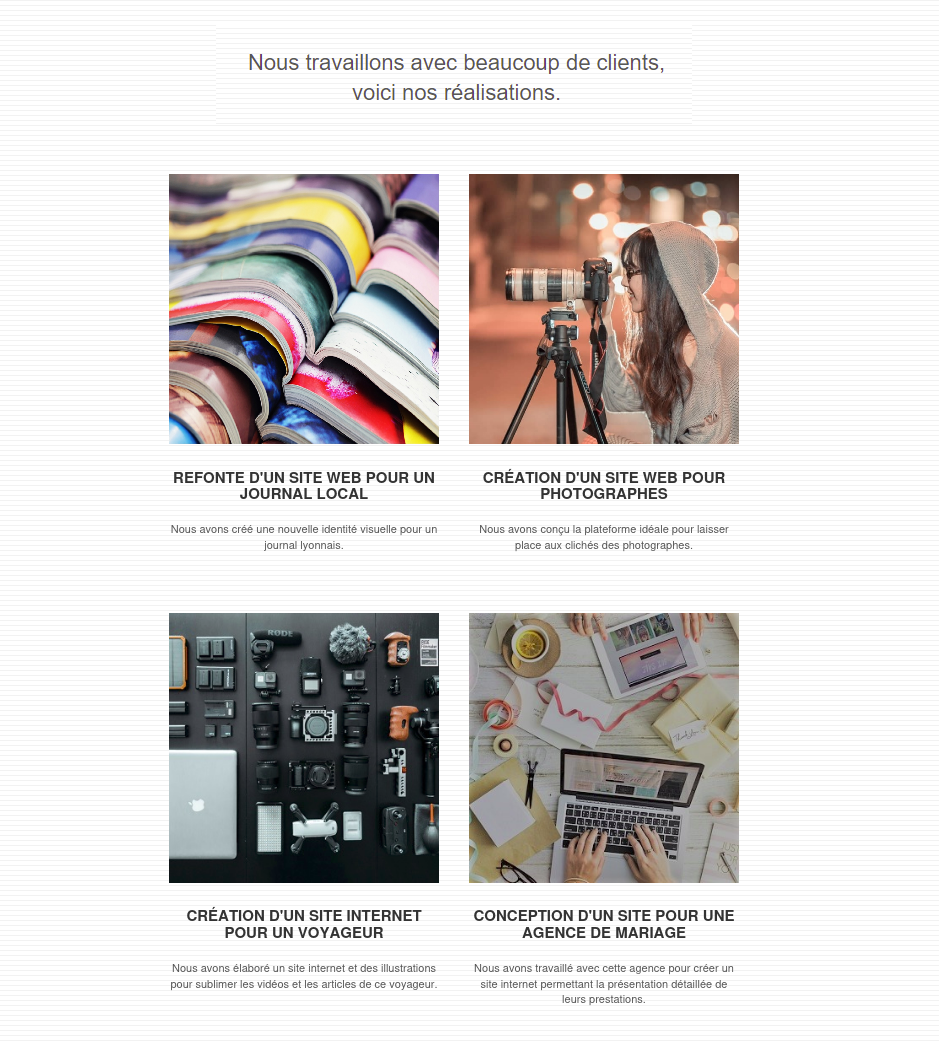 Nous travaillons avec beaucoup de clients,
voici nos réalisations.
REFONTE D'UN SITE WEB POUR UN
JOURNAL LOCAL
Nous avons créé une nouvelle identité visuelle pour un
journal lyonnais.
CRÉATION D'UN SITE WEB POUR
PHOTOGRAPHES
Nous avons conçu la plateforme idéale pour laisser
place aux clichés des photographes.
RØDE
CRÉATION D'UN SITE INTERNET
POUR UN VOYAGEUR
Nous avons élaboré un site internet et des illustrations
pour sublimer les vidéos et les articles de ce voyageur.
CONCEPTION D'UN SITE POUR UNE
AGENCE DE MARIAGE
Nous avons travaillé avec cette agence pour créer un
site internet permettant la présentation détaillée de
leurs prestations.